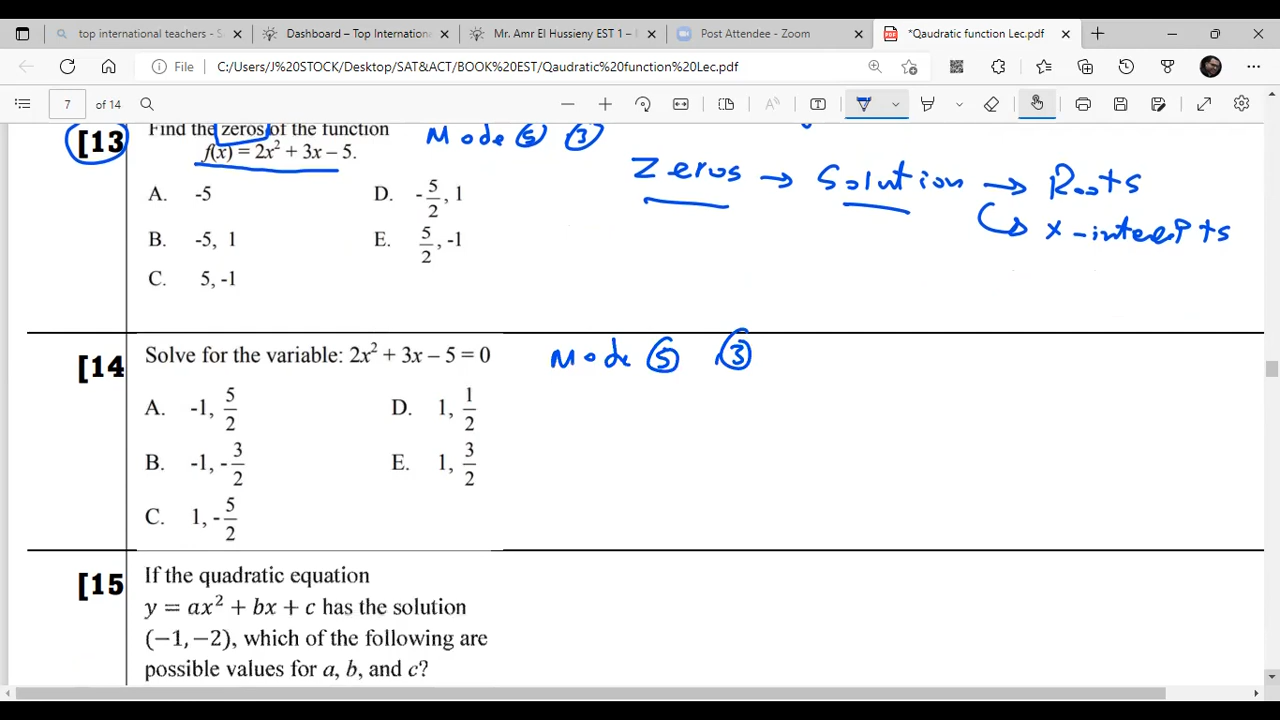 top international teachers - S
Dashboard – Top Internation
Mr. Amr El Hussieny EST 1 –
Post Attendee - Zoom
*Qaudratic function Lec.pdf
File
C:/Users/J%20STOCK/Desktop/SAT&ACT/BOOK%20EST/Qaudratic%20function%20Lec.pdf
7 of 14
[13
Find the zeros of the function
f(x) = 2x² + 3x – 5.
Mode 5 3
Zeros → Solution → Roots
x-intercepts
A. -5
D. -5/2, 1
B. -5, 1
E. 5/2, -1
C. 5, -1
[14
Solve for the variable: 2x² + 3x – 5 = 0
Mode 5 3
A. -1, 5/2
D. 1, 1/2
B. -1, -3/2
E. 1, 3/2
C. 1, -5/2
[15
If the quadratic equation
y = ax² + bx + c has the solution
(−1, −2), which of the following are
possible values for a, b, and c?